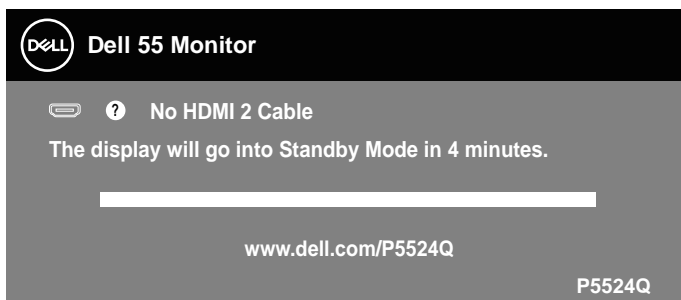 DELL Dell 55 Monitor
? No HDMI 2 Cable
The display will go into Standby Mode in 4 minutes.
www.dell.com/P5524Q
P5524Q